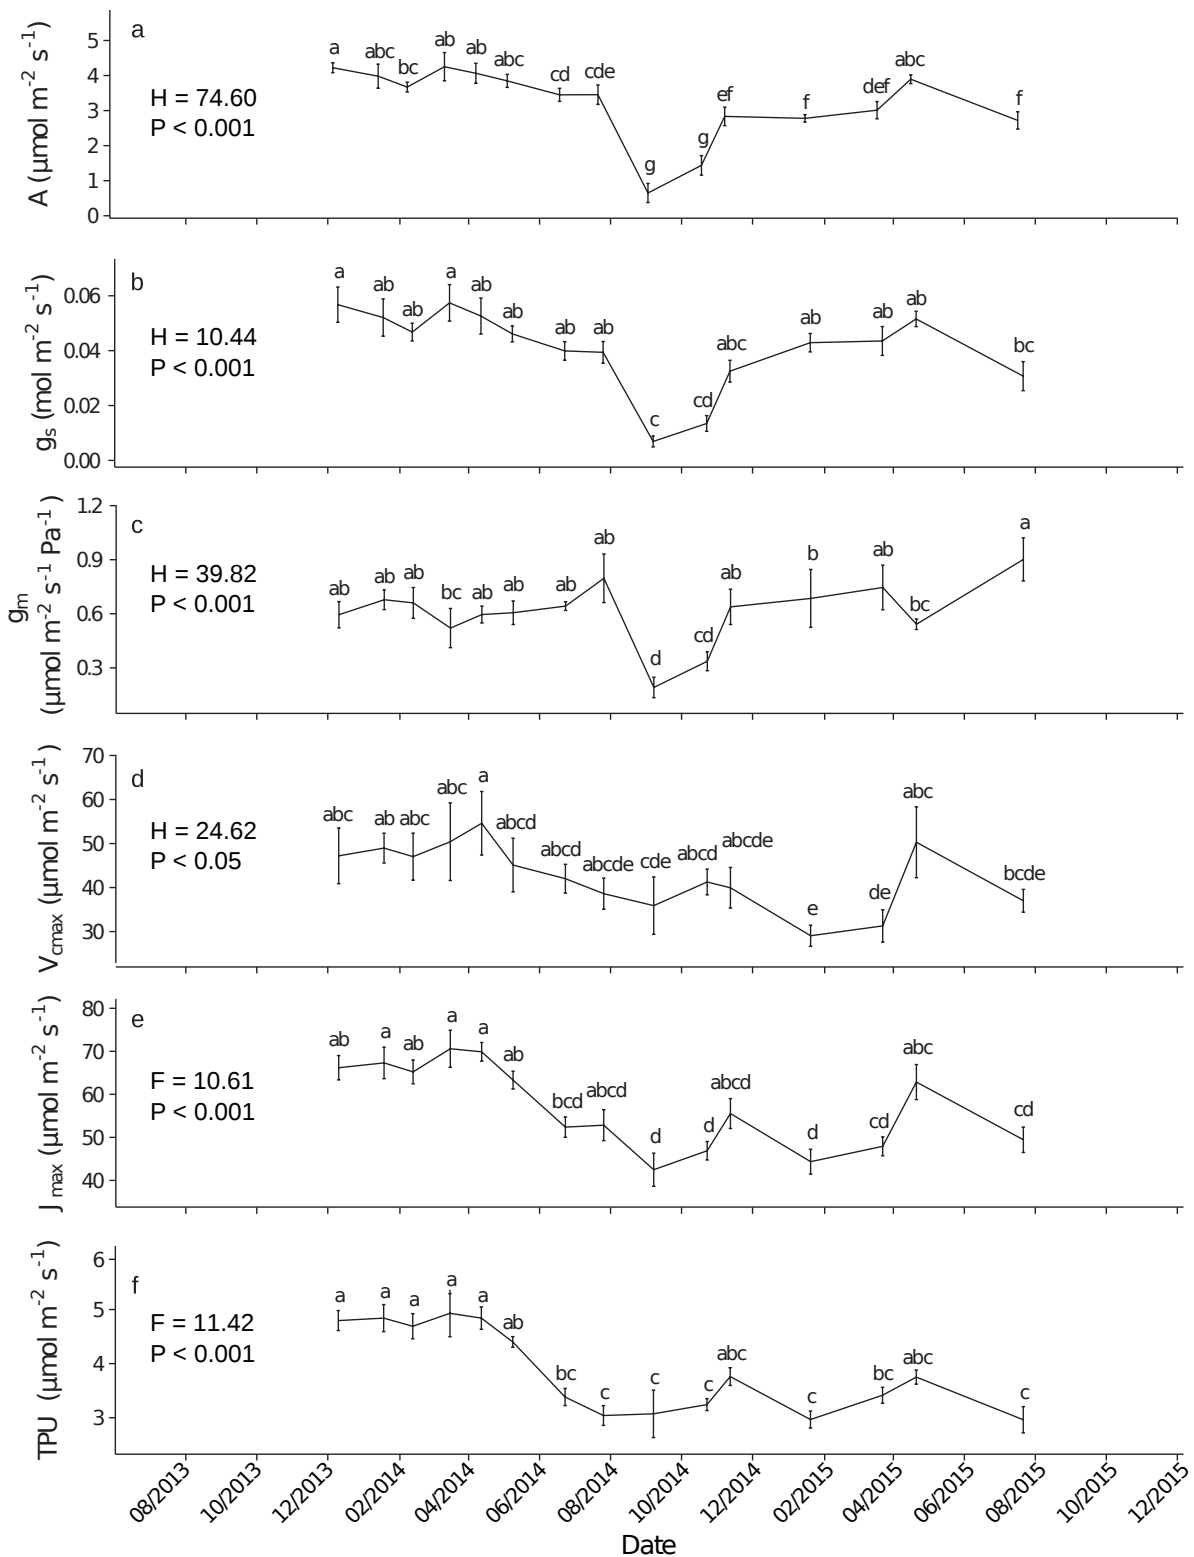 a
A (µmol m-2 s-1)
5
4
3
2
1
0
H = 74.60
P < 0.001
a abc bc ab ab abc cd cde g g ef f def abc f
b
gs (mol m-2 s-1)
0.06
0.04
0.02
0.00
H = 10.44
P < 0.001
a ab ab a ab ab ab ab c cd abc ab ab ab bc
c
gm
(µmol m-2 s-1 Pa-1)
1.2
0.9
0.6
0.3
H = 39.82
P < 0.001
ab ab ab bc ab ab ab ab d cd ab b ab bc a
d
Vcmax (µmol m-2 s-1)
70
60
50
40
30
H = 24.62
P < 0.05
abc ab abc abc a abcd abcd abcde cde abcd abcde e de abc bcde
e
J max (µmol m-2 s-1)
80
70
60
50
40
F = 10.61
P < 0.001
ab a ab a a ab bcd abcd d d abcd d cd abc cd
f
TPU (µmol m-2 s-1)
6
5
4
3
F = 11.42
P < 0.001
a a a a a ab bc c c c abc c bc abc c
08/2013 10/2013 12/2013 02/2014 04/2014 06/2014 08/2014 10/2014 12/2014 02/2015 04/2015 06/2015 08/2015 10/2015 12/2015
Date